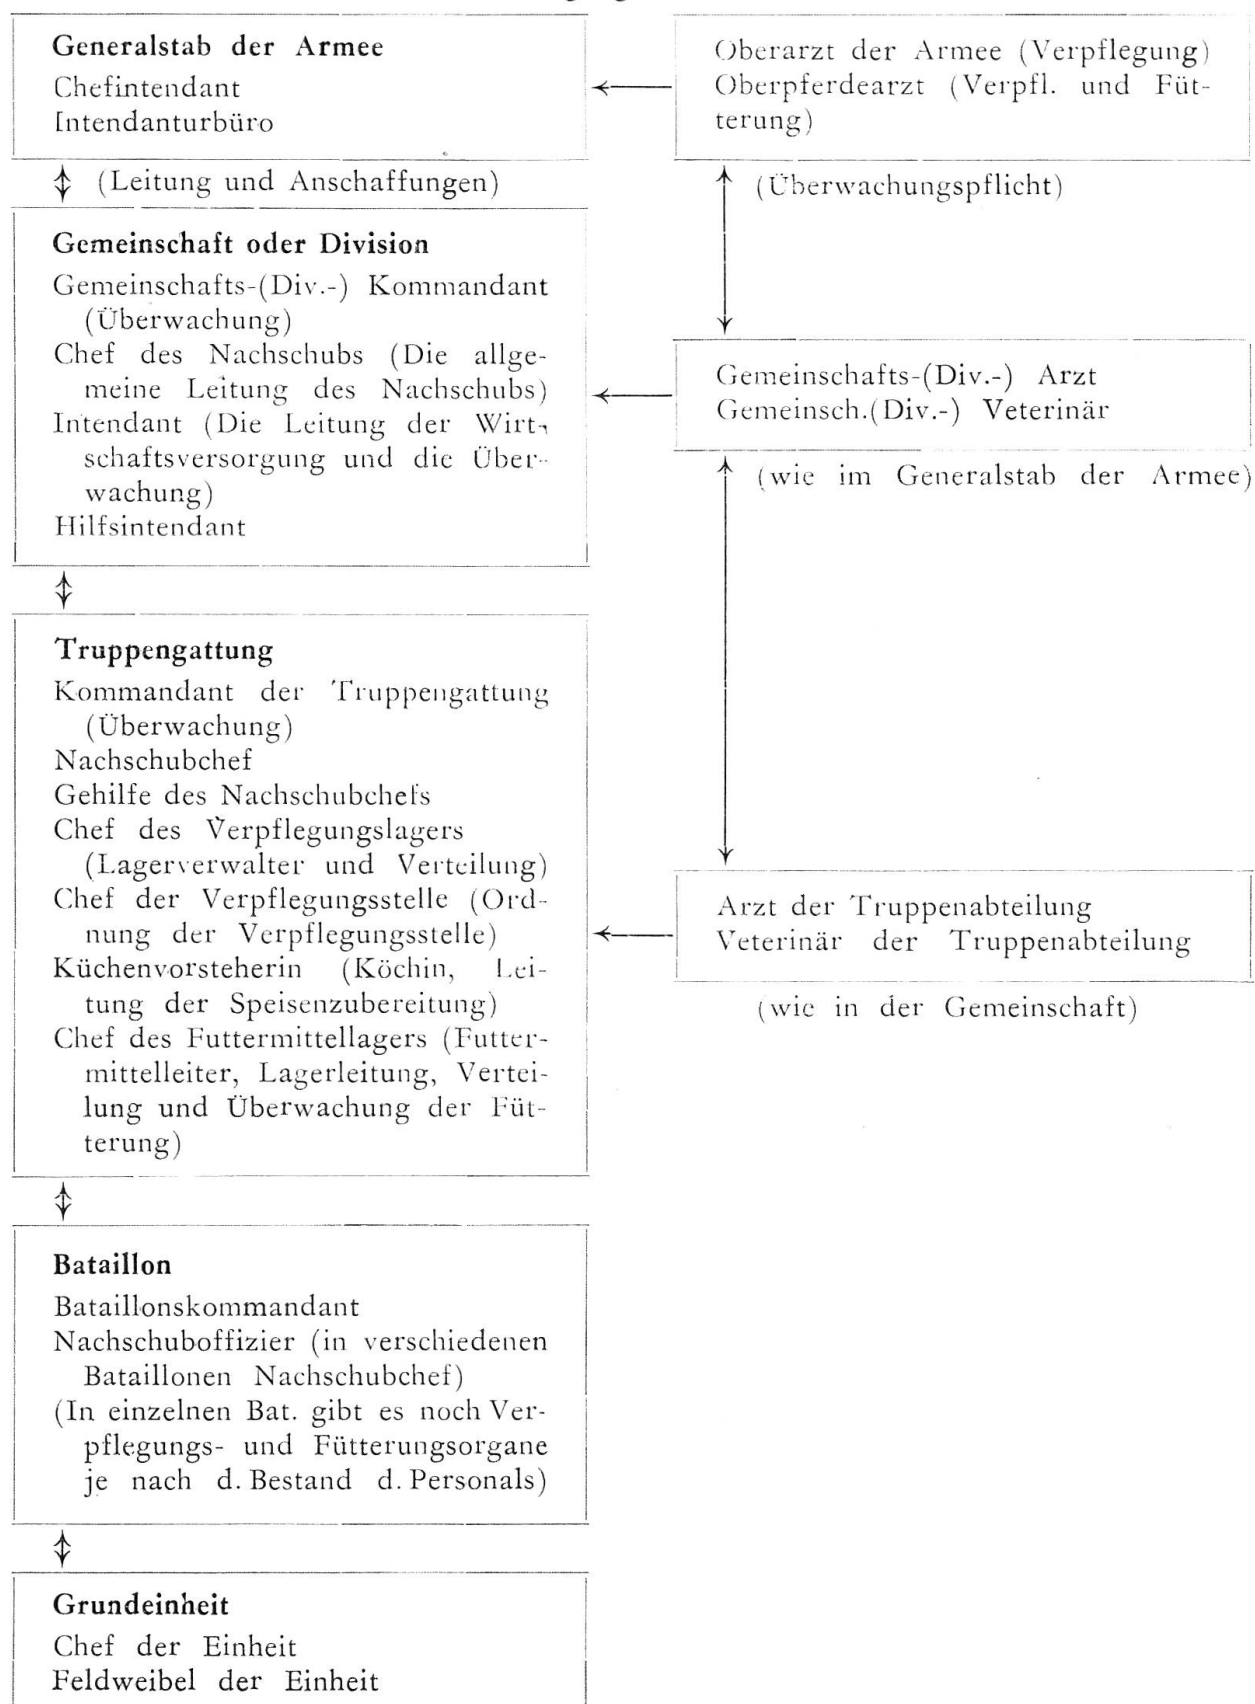 Generalstab der Armee
Chefintendant
Intendanturbüro
Oberarzt der Armee (Verpflegung)
Oberpferdearzt (Verpfl. und Füt-
terung)
(Leitung und Anschaffungen)
(Überwachungspflicht)
Gemeinschaft oder Division
Gemeinschafts-(Div.-) Kommandant
(Überwachung)
Chef des Nachschubs (Die allge-
meine Leitung des Nachschubs)
Intendant (Die Leitung der Wirt-
schaftsversorgung und die Über-
wachung)
Hilfsintendant
Gemeinschafts-(Div.-) Arzt
Gemeinsch.(Div.-) Veterinär
(wie im Generalstab der Armee)
Truppengattung
Kommandant der Truppengattung
(Überwachung)
Nachschubchef
Gehilfe des Nachschubchefs
Chef des Verpflegungslagers
(Lagerverwalter und Verteilung)
Chef der Verpflegungsstelle (Ord-
nung der Verpflegungsstelle)
Küchenvorsteherin (Köchin, Lei-
tung der Speisenzubereitung)
Chef des Futtermittellagers (Futter-
mittelleiter, Lagerleitung, Vertei-
lung und Überwachung der Füt-
terung)
Arzt der Truppenabteilung
Veterinär der Truppenabteilung
(wie in der Gemeinschaft)
Bataillon
Bataillonskommandant
Nachschuboffizier (in verschiedenen
Bataillonen Nachschubchef)
(In einzelnen Bat. gibt es noch Ver-
pflegungs- und Fütterungsorgane
je nach d. Bestand d. Personals)
Grundeinheit
Chef der Einheit
Feldweibel der Einheit